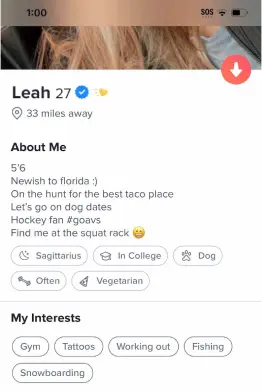 1:00 SOS
Leah 27
33 miles away
About Me
5'6
Newish to florida :)
On the hunt for the best taco place
Let's go on dog dates
Hockey fan #goavs
Find me at the squat rack 😁
Sagittarius In College Dog
Often Vegetarian
My Interests
Gym Tattoos Working out Fishing
Snowboarding